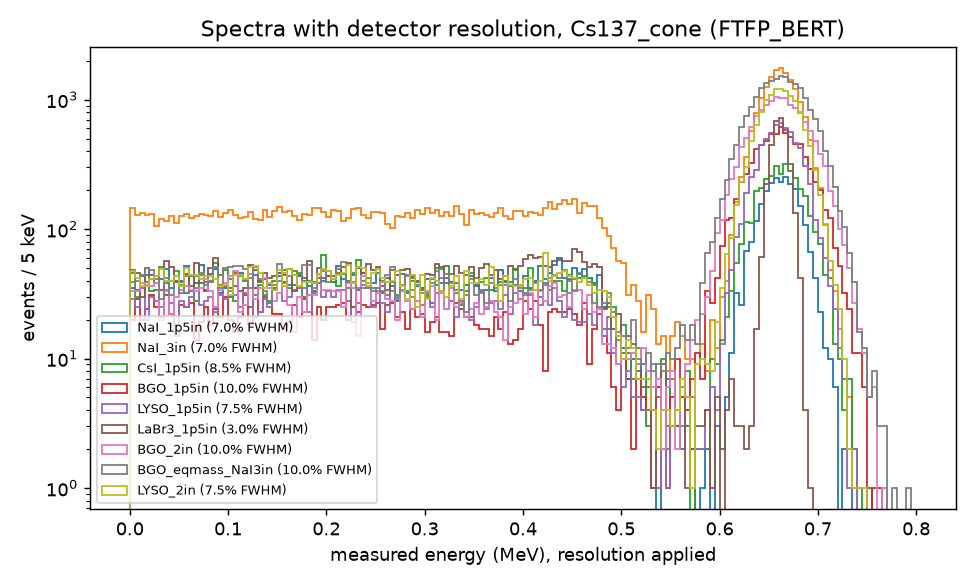 Spectra with detector resolution, Cs137_cone (FTFP_BERT)
events / 5 keV
10³
10²
10¹
10⁰
NaI_1p5in (7.0% FWHM)
NaI_3in (7.0% FWHM)
CsI_1p5in (8.5% FWHM)
BGO_1p5in (10.0% FWHM)
LYSO_1p5in (7.5% FWHM)
LaBr3_1p5in (3.0% FWHM)
BGO_2in (10.0% FWHM)
BGO_eqmass_NaI3in (10.0% FWHM)
LYSO_2in (7.5% FWHM)
0.0 0.1 0.2 0.3 0.4 0.5 0.6 0.7 0.8
measured energy (MeV), resolution applied